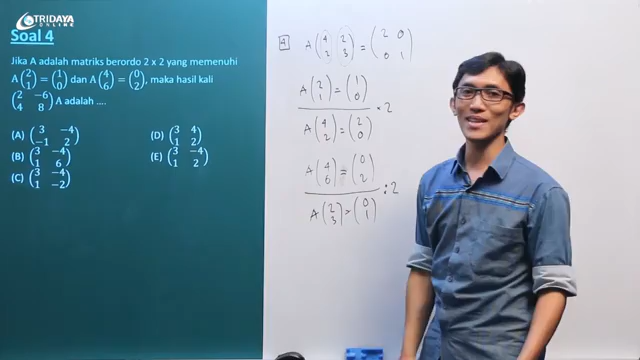 TRIDAYA
ONLINE
Soal 4
Jika A adalah matriks berordo 2 x 2 yang memenuhi
A (2 1) = (1 0) dan A (4 6) = (0 2), maka hasil kali
(2 −6 4 8) A adalah ....
(A) (3 −4 −1 2)
(B) (3 −4 1 6)
(C) (3 −4 1 −2)
(D) (3 4 1 2)
(E) (3 −4 1 2)
A (4 2 2 3) = (2 0 0 1)
A (2 1) = (1 0) × 2
A (4 2) = (2 0)
A (4 6) = (0 2) : 2
A (2 3) = (0 1)